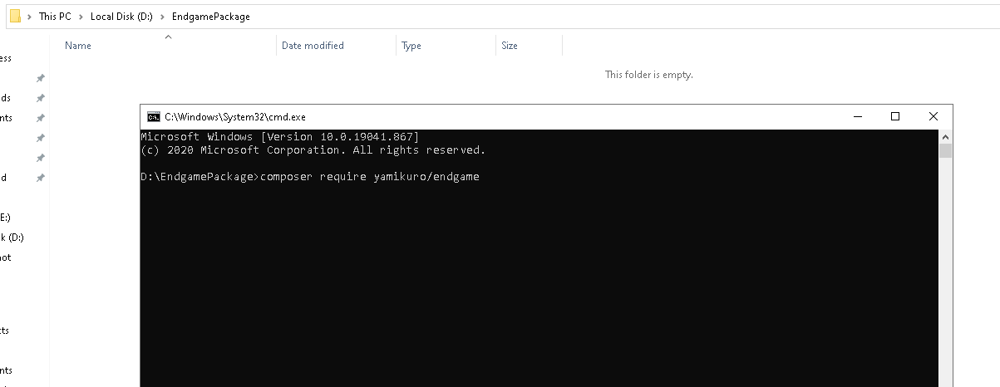 This PC > Local Disk (D:) > EndgamePackage
Name Date modified Type Size
ess
This folder is empty.
ds
nts
d
E:)
k (D:)
not
cts
nts
C:\Windows\System32\cmd.exe
Microsoft Windows [Version 10.0.19041.867]
(c) 2020 Microsoft Corporation. All rights reserved.
D:\EndgamePackage>composer require yamikuro/endgame